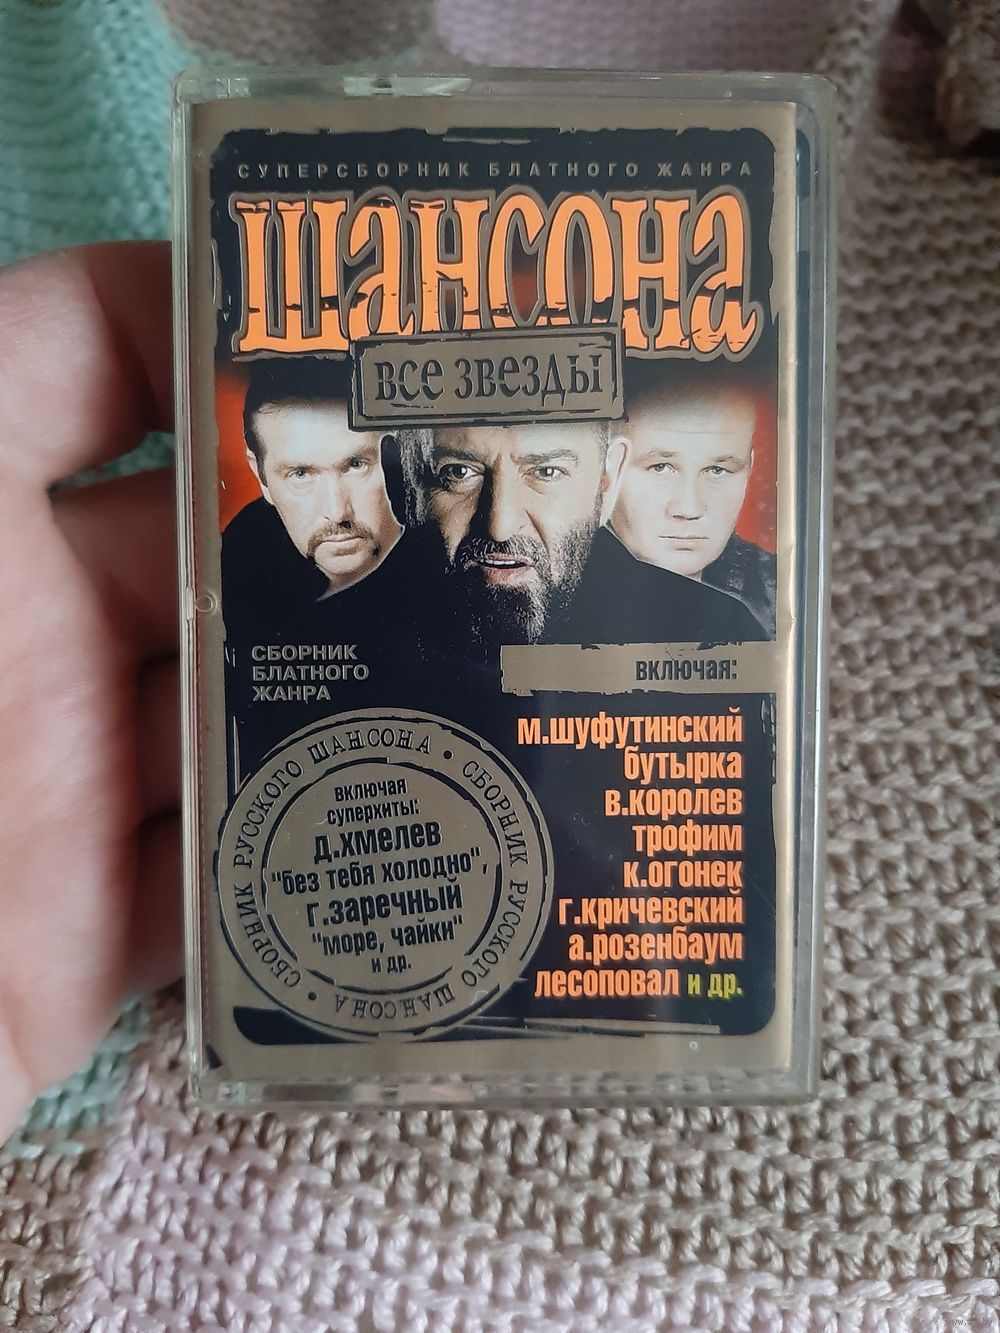 СУПЕРСБОРНИК БЛАТНОГО ЖАНРА
шансона
все звезды
СБОРНИК
БЛАТНОГО
ЖАНРА
включая:
м.шуфутинский
бутырка
в.королев
трофим
к.огонек
г.кричевский
а.розенбаум
лесоповал и др.
СБОРНИК РУССКОГО ШАНСОНА • СБОРНИК РУССКОГО ШАНСОНА •
включая
суперхиты:
д.хмелев
"без тебя холодно",
г.заречный
"море, чайки"
и др.